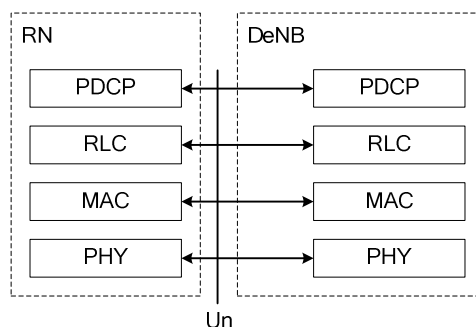 RN DeNB
PDCP PDCP
RLC RLC
MAC MAC
PHY PHY
Un